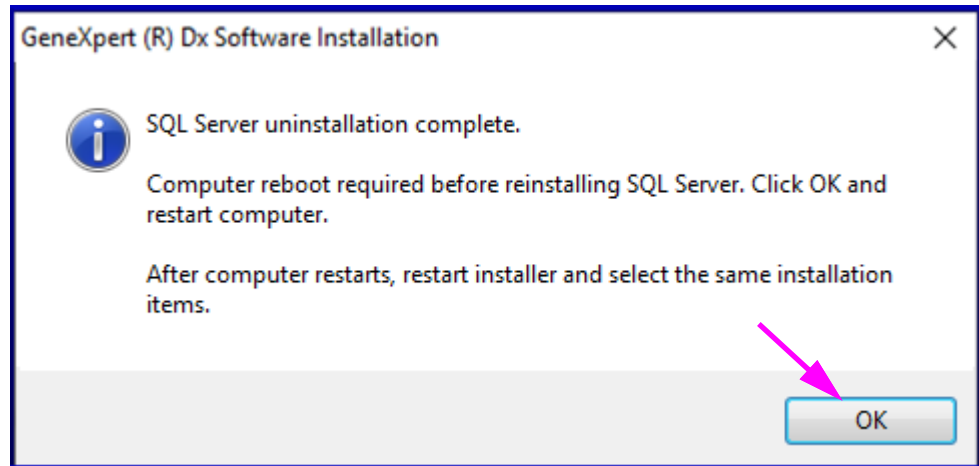 GeneXpert (R) Dx Software Installation
SQL Server uninstallation complete.
Computer reboot required before reinstalling SQL Server. Click OK and
restart computer.
After computer restarts, restart installer and select the same installation
items.
OK